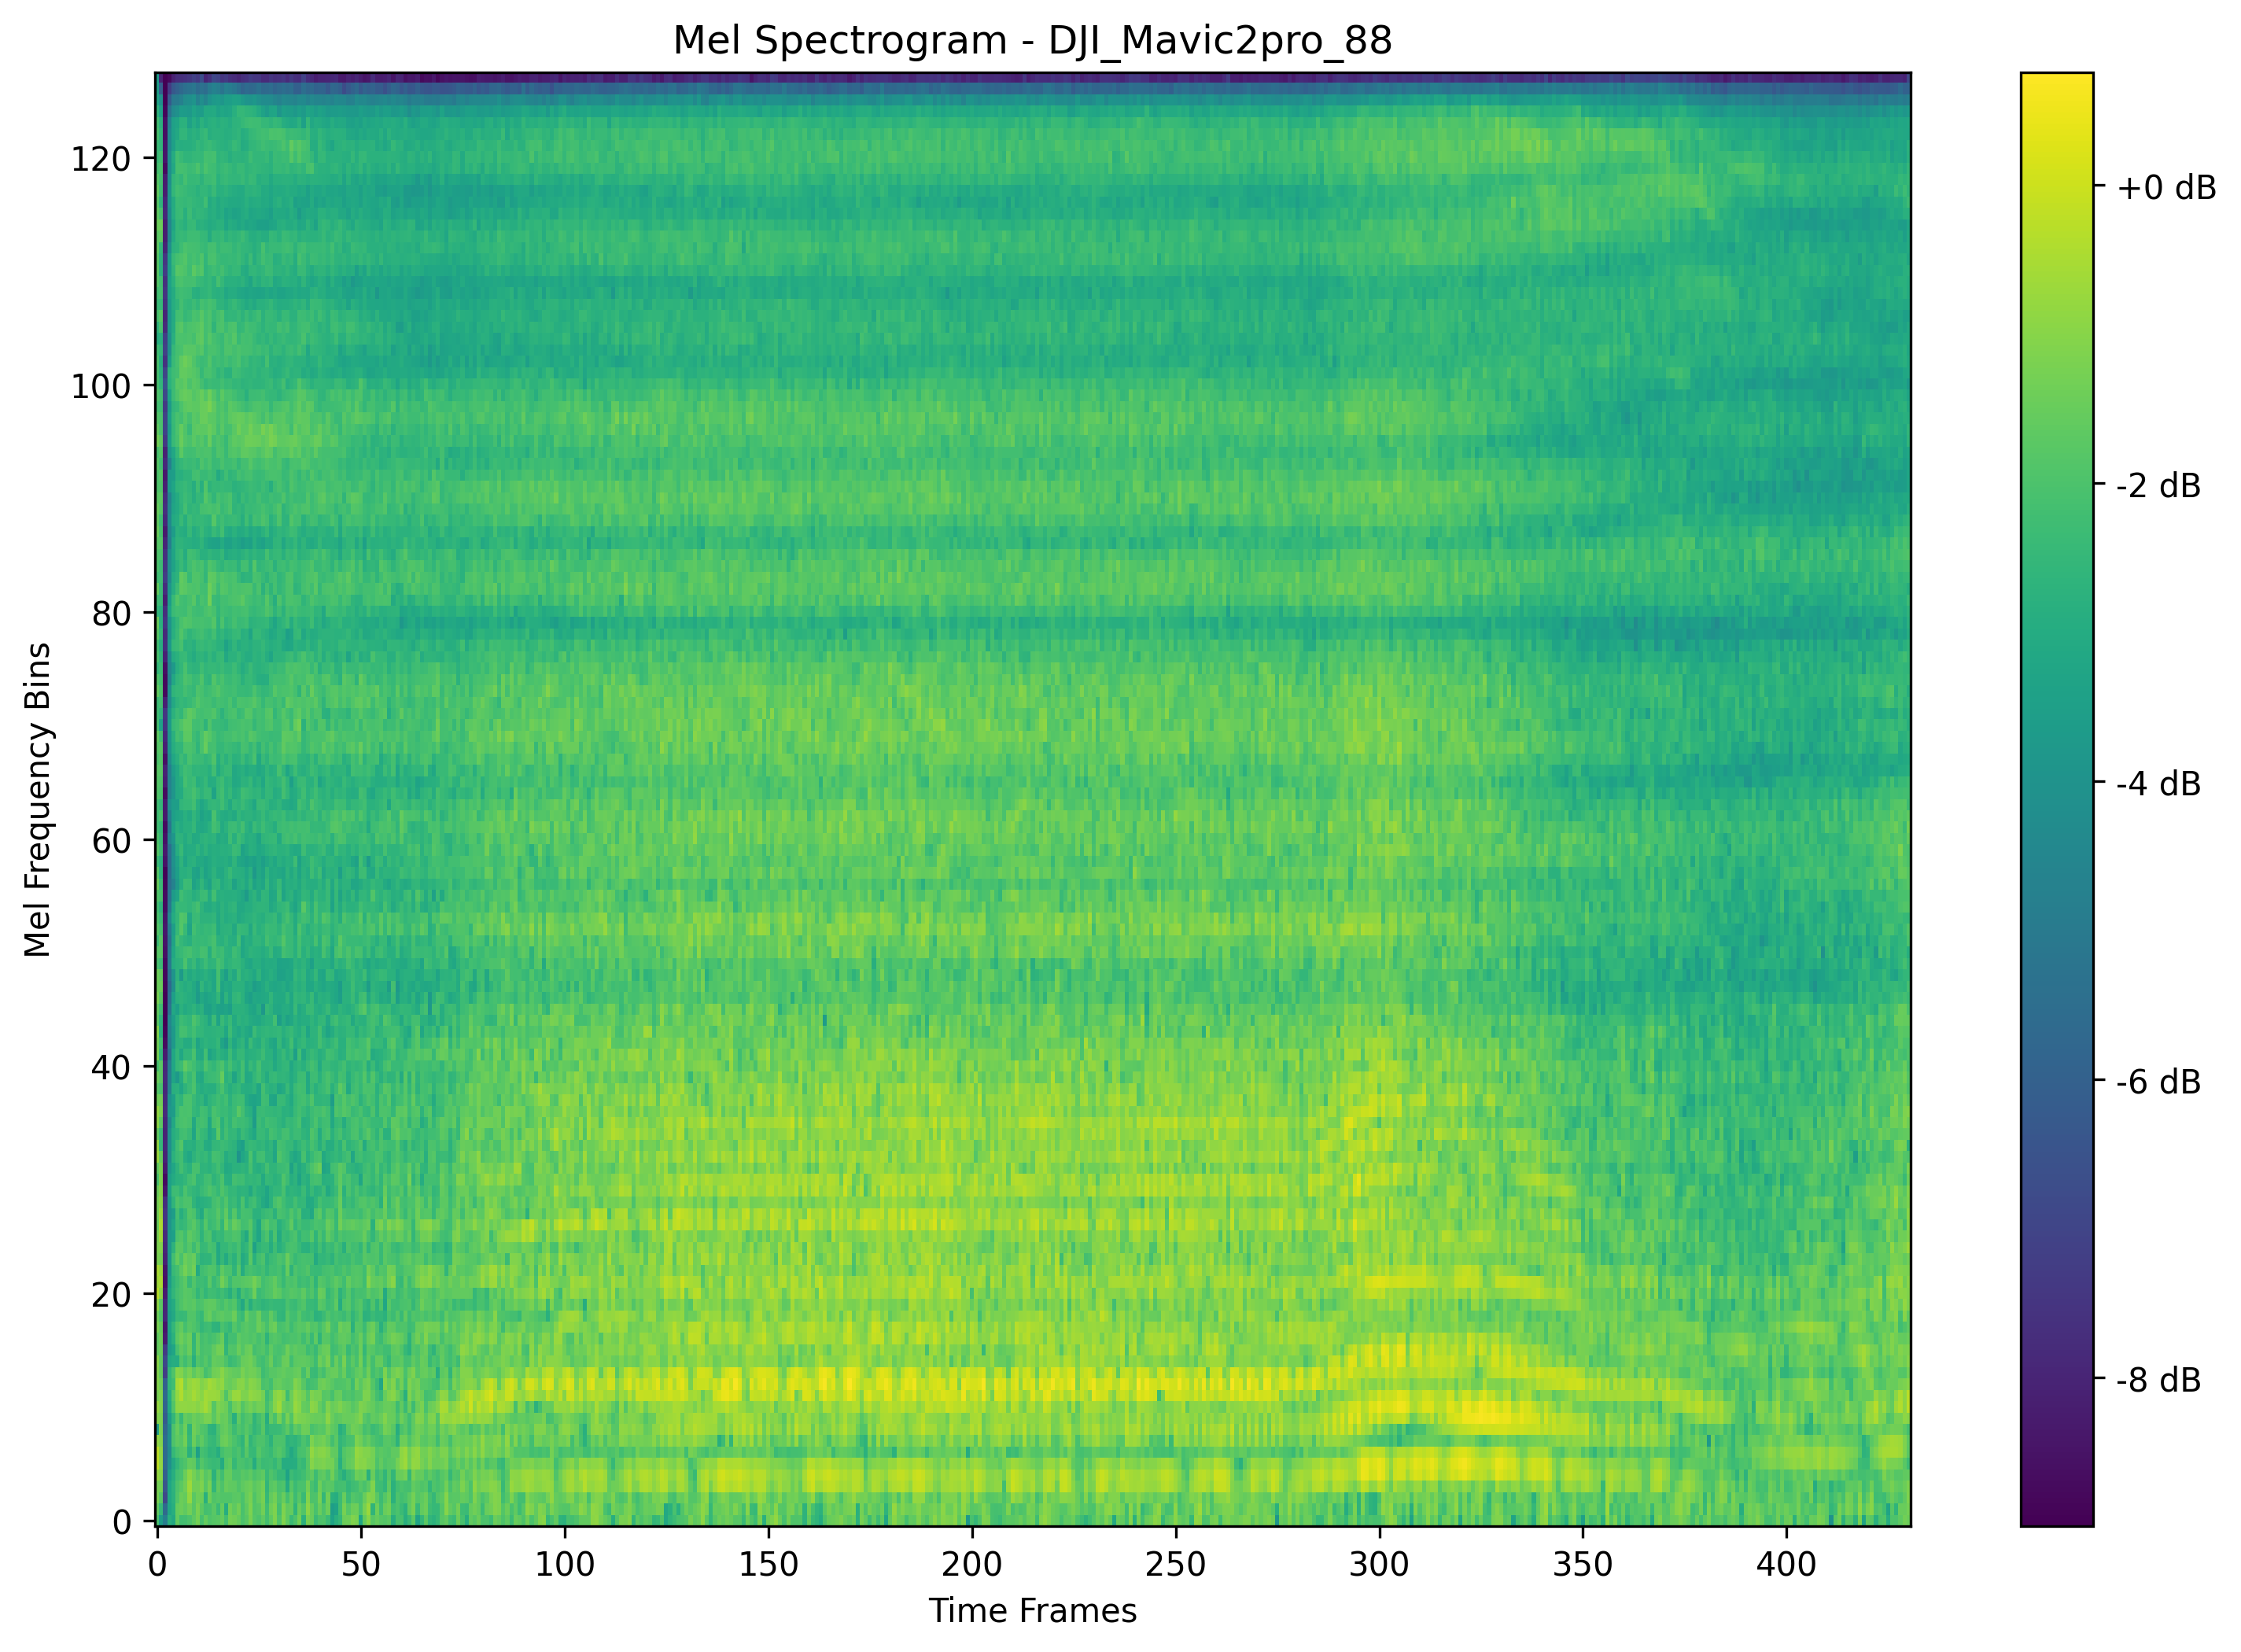 Mel Spectrogram - DJI_Mavic2pro_88
Mel Frequency Bins
120
100
80
60
40
20
0
0 50 100 150 200 250 300 350 400
Time Frames
+0 dB
-2 dB
-4 dB
-6 dB
-8 dB